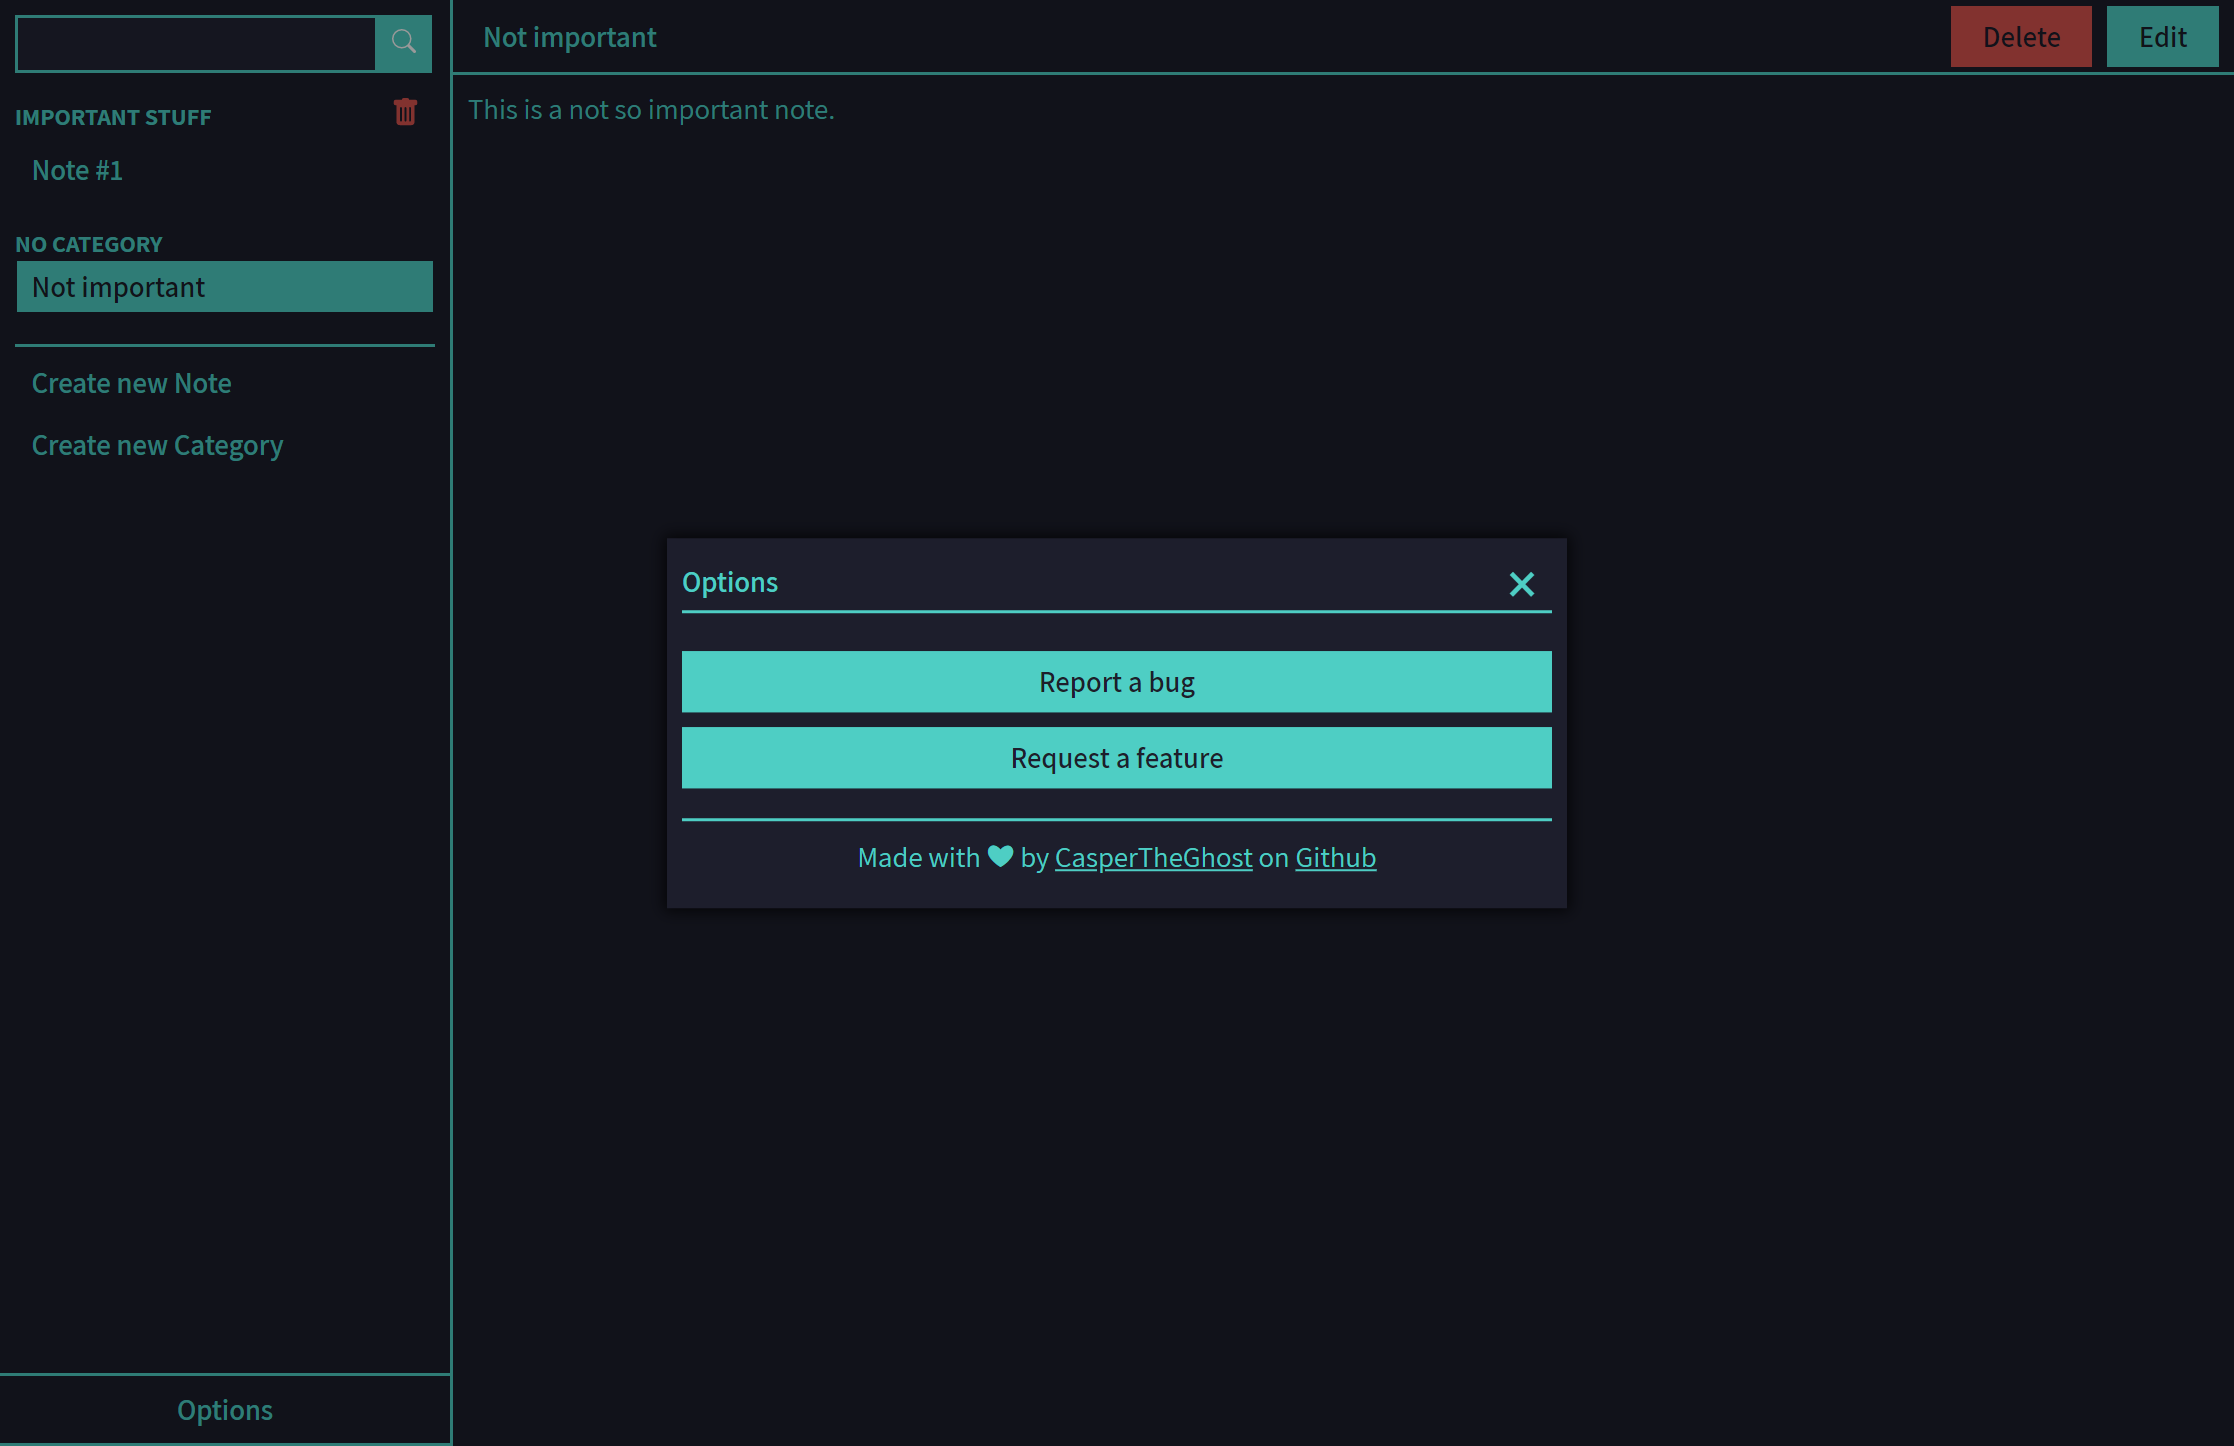 IMPORTANT STUFF
Note #1
NO CATEGORY
Not important
Create new Note
Create new Category
Options
Not important
Delete
Edit
This is a not so important note.
Options
Report a bug
Request a feature
Made with by CasperTheGhost on Github